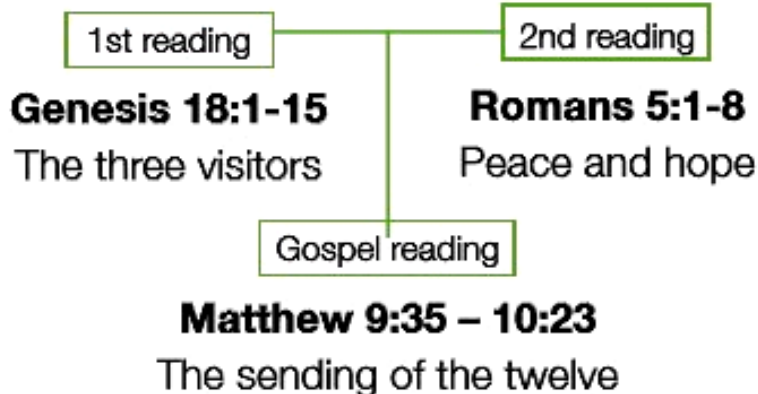 1st reading
2nd reading
Genesis 18:1-15
Romans 5:1-8
The three visitors
Peace and hope
Gospel reading
Matthew 9:35 – 10:23
The sending of the twelve